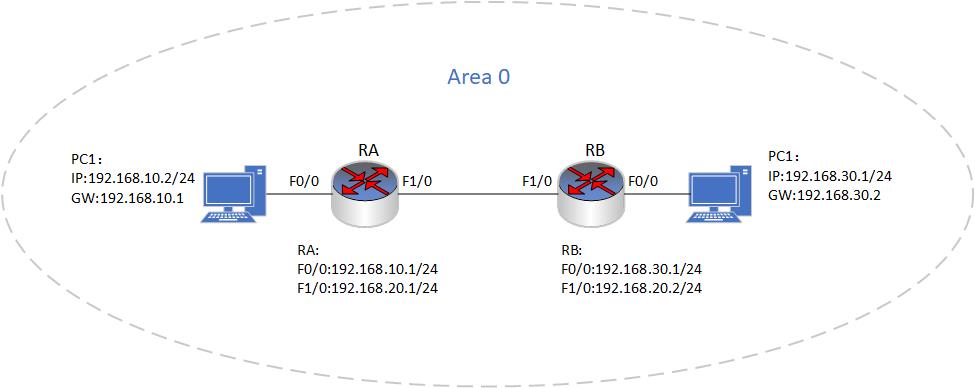 Area 0
RA
RB
PC1：
IP:192.168.10.2/24
GW:192.168.10.1
F0/0
F1/0
F1/0
F0/0
PC1：
IP:192.168.30.1/24
GW:192.168.30.2
RA:
F0/0:192.168.10.1/24
F1/0:192.168.20.1/24
RB:
F0/0:192.168.30.1/24
F1/0:192.168.20.2/24